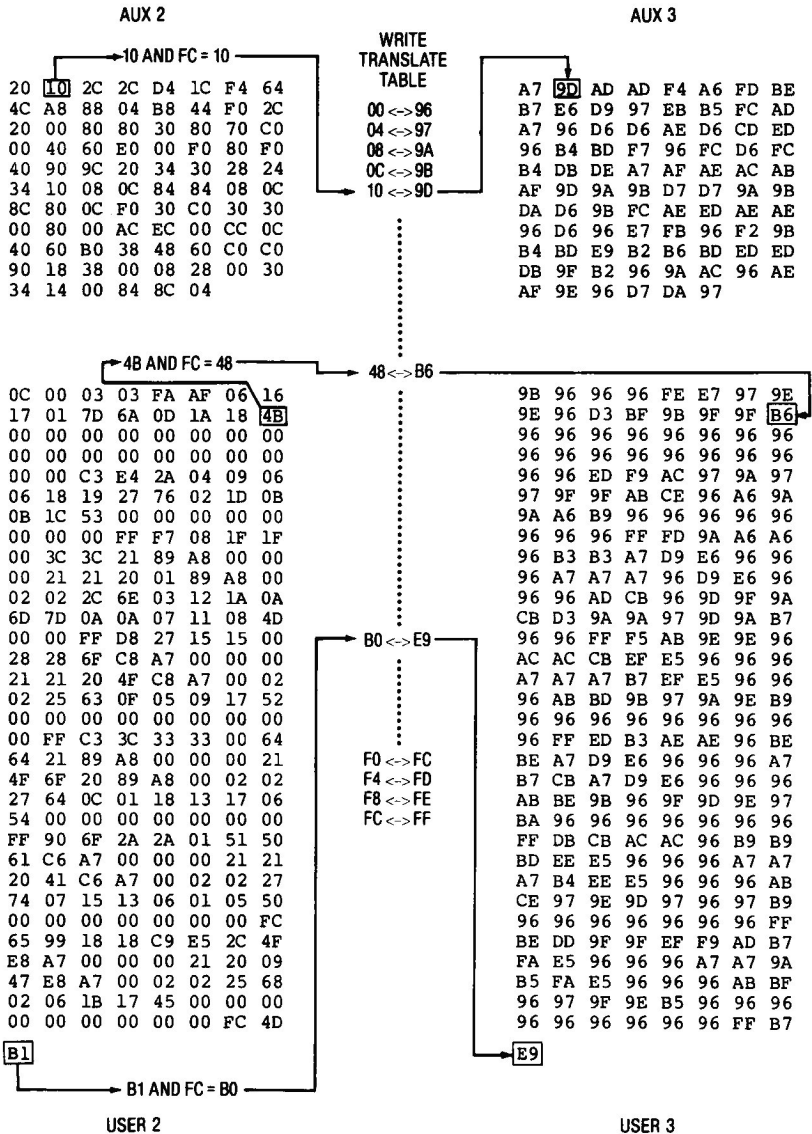 AUX 2 AUX 3
10 AND FC = 10
WRITE
TRANSLATE
TABLE
20 10 2C 2C D4 1C F4 64 A7 9D AD AD F4 A6 FD BE
4C A8 88 04 B8 44 F0 2C 00 <-> 96 B7 E6 D9 97 EB B5 FC AD
20 00 80 80 30 80 70 C0 04 <-> 97 A7 96 D6 D6 AE D6 CD ED
00 40 60 E0 00 F0 80 F0 08 <-> 9A 96 B4 BD F7 96 FC D6 FC
40 90 9C 20 34 30 28 24 0C <-> 9B B4 DB DE A7 AF AE AC AB
34 10 08 0C 84 84 08 0C 10 <-> 9D AF 9D 9A 9B D7 D7 9A 9B
8C 80 0C F0 30 C0 30 30 DA D6 9B FC AE ED AE AE
00 80 00 AC EC 00 CC 0C 96 D6 96 E7 FB 96 F2 9B
40 60 B0 38 48 60 C0 C0 B4 BD E9 B2 B6 BD ED ED
90 18 38 00 08 28 00 30 DB 9F B2 96 9A AC 96 AE
34 14 00 84 8C 04 AF 9E 96 D7 DA 97
4B AND FC = 48 48 <-> B6
0C 00 03 03 FA AF 06 16 9B 96 96 96 FE E7 97 9E
17 01 7D 6A 0D 1A 18 4B 9E 96 D3 BF 9B 9F 9F B6
00 00 00 00 00 00 00 00 96 96 96 96 96 96 96 96
00 00 00 00 00 00 00 00 96 96 96 96 96 96 96 96
00 00 C3 E4 2A 04 09 06 96 96 ED F9 AC 97 9A 97
06 18 19 27 76 02 1D 0B 97 9F 9F AB CE 96 A6 9A
0B 1C 53 00 00 00 00 00 9A A6 B9 96 96 96 96 96
00 00 00 FF F7 08 1F 1F 96 96 96 FF FD 9A A6 A6
00 3C 3C 21 89 A8 00 00 96 B3 B3 A7 D9 E6 96 96
00 21 21 20 01 89 A8 00 96 A7 A7 A7 96 D9 E6 96
02 02 2C 6E 03 12 1A 0A 96 96 AD CB 96 9D 9F 9A
6D 7D 0A 0A 07 11 08 4D CB D3 9A 9A 97 9D 9A B7
00 00 FF D8 27 15 15 00 B0 <-> E9 96 96 FF F5 AB 9E 9E 96
28 28 6F C8 A7 00 00 00 AC AC CB EF E5 96 96 96
21 21 20 4F C8 A7 00 02 A7 A7 A7 B7 EF E5 96 96
02 25 63 0F 05 09 17 52 96 AB BD 9B 97 9A 9E B9
00 00 00 00 00 00 00 00 96 96 96 96 96 96 96 96
00 FF C3 3C 33 33 00 64 96 FF ED B3 AE AE 96 BE
64 21 89 A8 00 00 00 21 F0 <-> FC BE A7 D9 E6 96 96 96 A7
4F 6F 20 89 A8 00 02 02 F4 <-> FD B7 CB A7 D9 E6 96 96 96
27 64 0C 01 18 13 17 06 F8 <-> FE AB BE 9B 96 9F 9D 9E 97
54 00 00 00 00 00 00 00 FC <-> FF BA 96 96 96 96 96 96 96
FF 90 6F 2A 2A 01 51 50 FF DB CB AC AC 96 B9 B9
61 C6 A7 00 00 00 21 21 BD EE E5 96 96 96 A7 A7
20 41 C6 A7 00 02 02 27 A7 B4 EE E5 96 96 96 AB
74 07 15 13 06 01 05 50 CE 97 9E 9D 97 96 97 B9
00 00 00 00 00 00 00 FC 96 96 96 96 96 96 96 FF
65 99 18 18 C9 E5 2C 4F BE DD 9F 9F EF F9 AD B7
E8 A7 00 00 00 21 20 09 FA E5 96 96 96 A7 A7 9A
47 E8 A7 00 02 02 25 68 B5 FA E5 96 96 96 AB BF
02 06 1B 17 45 00 00 00 96 97 9F 9E B5 96 96 96
00 00 00 00 00 00 FC 4D 96 96 96 96 96 96 FF B7
B1 E9
B1 AND FC = B0
USER 2 USER 3